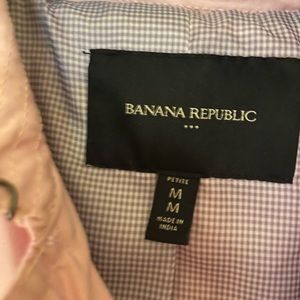 BANANA REPUBLIC
PETITE
M
M
MADE IN
INDIA